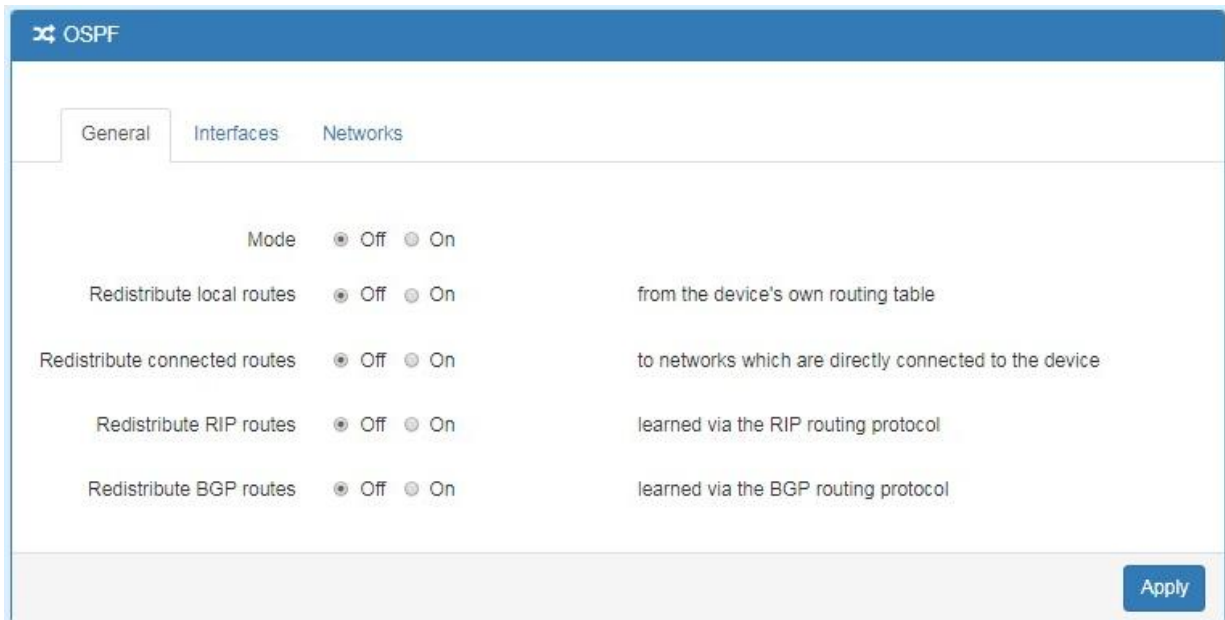 OSPF
General Interfaces Networks
Mode Off On
Redistribute local routes Off On from the device's own routing table
Redistribute connected routes Off On to networks which are directly connected to the device
Redistribute RIP routes Off On learned via the RIP routing protocol
Redistribute BGP routes Off On learned via the BGP routing protocol
Apply